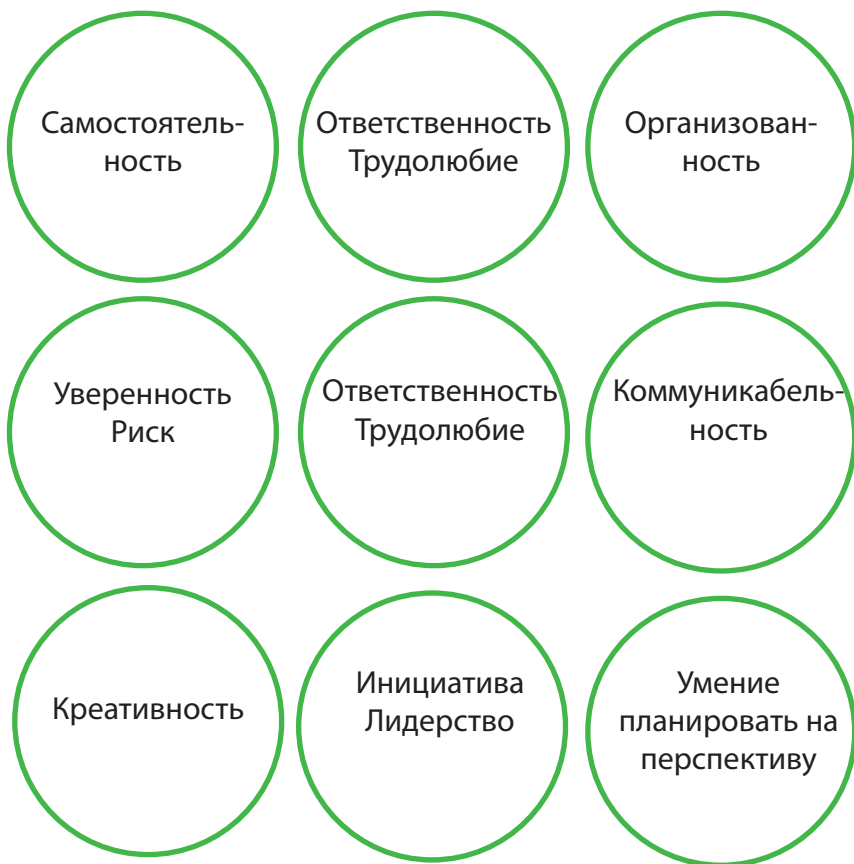 Самостоятель-
ность
Ответственность
Трудолюбие
Организован-
ность
Уверенность
Риск
Ответственность
Трудолюбие
Коммуникабель-
ность
Креативность
Инициатива
Лидерство
Умение
планировать на
перспективу